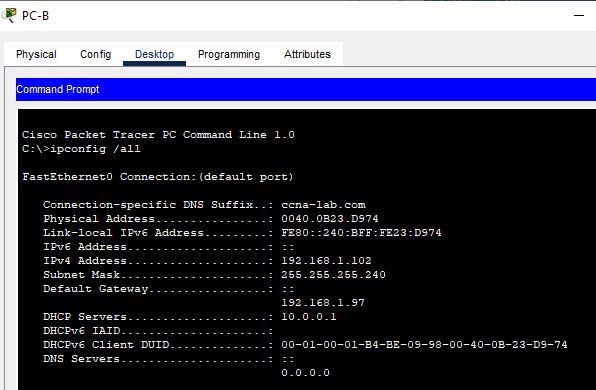 PC-B
Physical Config Desktop Programming Attributes
Command Prompt
Cisco Packet Tracer PC Command Line 1.0
C:\>ipconfig /all
FastEthernet0 Connection:(default port)
Connection-specific DNS Suffix..: ccna-lab.com
Physical Address................: 0040.0B23.D974
Link-local IPv6 Address.........: FE80::240:BFF:FE23:D974
IPv6 Address....................: ::
IPv4 Address....................: 192.168.1.102
Subnet Mask.....................: 255.255.255.240
Default Gateway.................: ::
192.168.1.97
DHCP Servers....................: 10.0.0.1
DHCPv6 IAID.....................:
DHCPv6 Client DUID..............: 00-01-00-01-B4-BE-09-98-00-40-0B-23-D9-74
DNS Servers.....................: ::
0.0.0.0